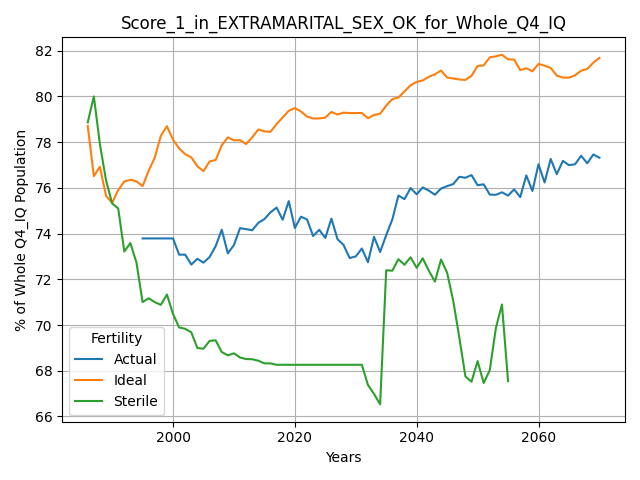 Score_1_in_EXTRAMARITAL_SEX_OK_for_Whole_Q4_IQ
% of Whole Q4_IQ Population
82
80
78
76
74
72
70
68
66
Fertility
Actual
Ideal
Sterile
2000
2020
2040
2060
Years